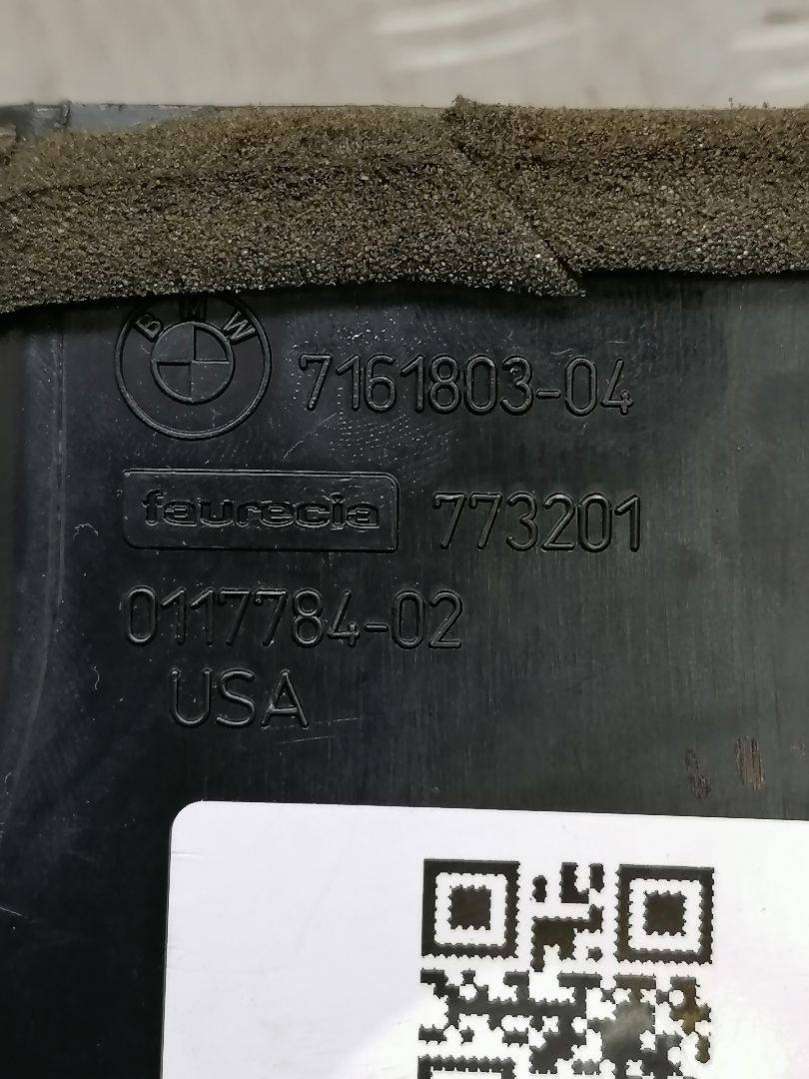 BMW
7161803-04
faurecia 773201
0117784-02
USA